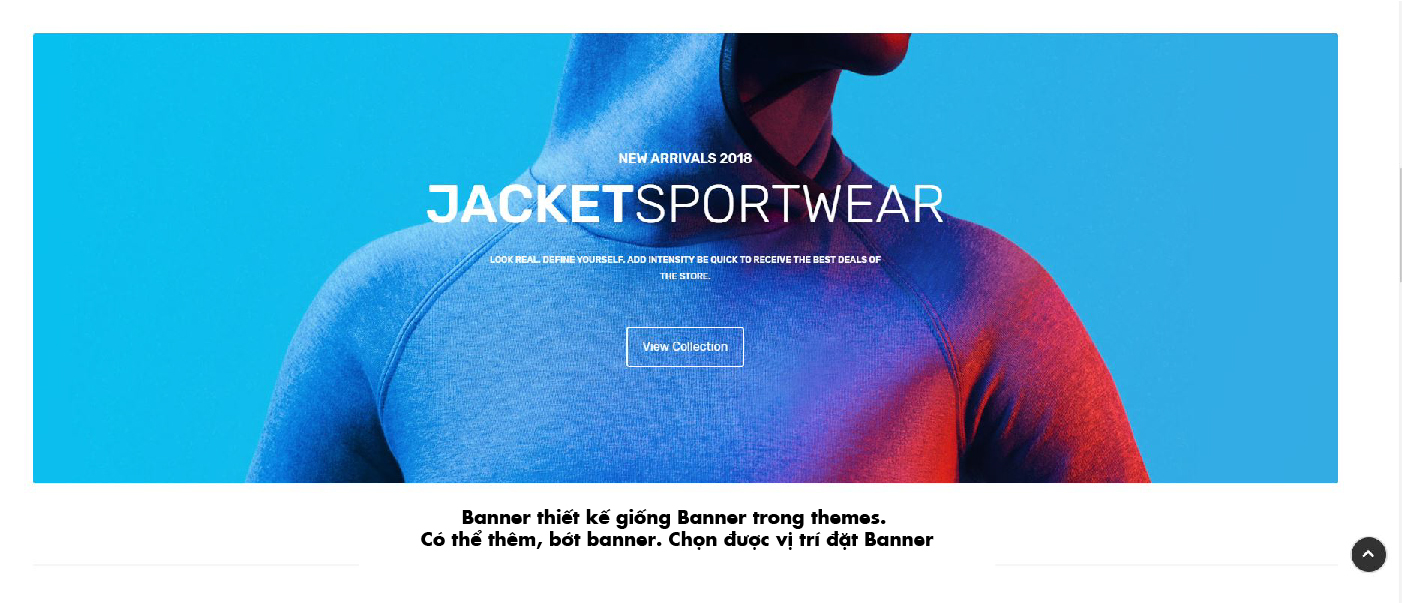 NEW ARRIVALS 2018
JACKETSPORTWEAR
LOOK REAL. DEFINE YOURSELF. ADD INTENSITY BE QUICK TO RECEIVE THE BEST DEALS OF
THE STORE.
View Collection
Banner thiết kế giống Banner trong themes.
Có thể thêm, bớt banner. Chọn được vị trí đặt Banner